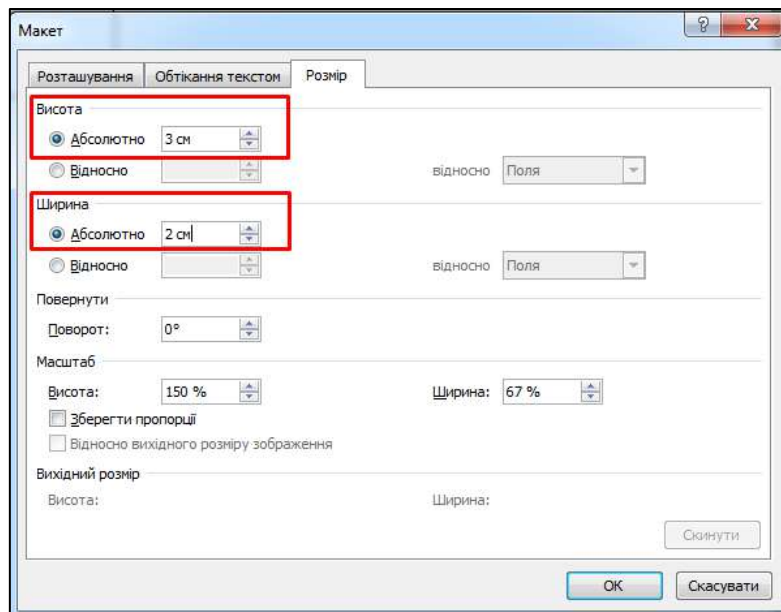 Макет
Розташування Обтікання текстом Розмір
Висота
Абсолютно 3 см
Відносно відносно Поля
Ширина
Абсолютно 2 см
Відносно відносно Поля
Повернути
Поворот: 0°
Масштаб
Висота: 150 % Ширина: 67 %
Зберегти пропорції
Відносно вихідного розміру зображення
Вихідний розмір
Висота: Ширина:
Скинути
ОК Скасувати